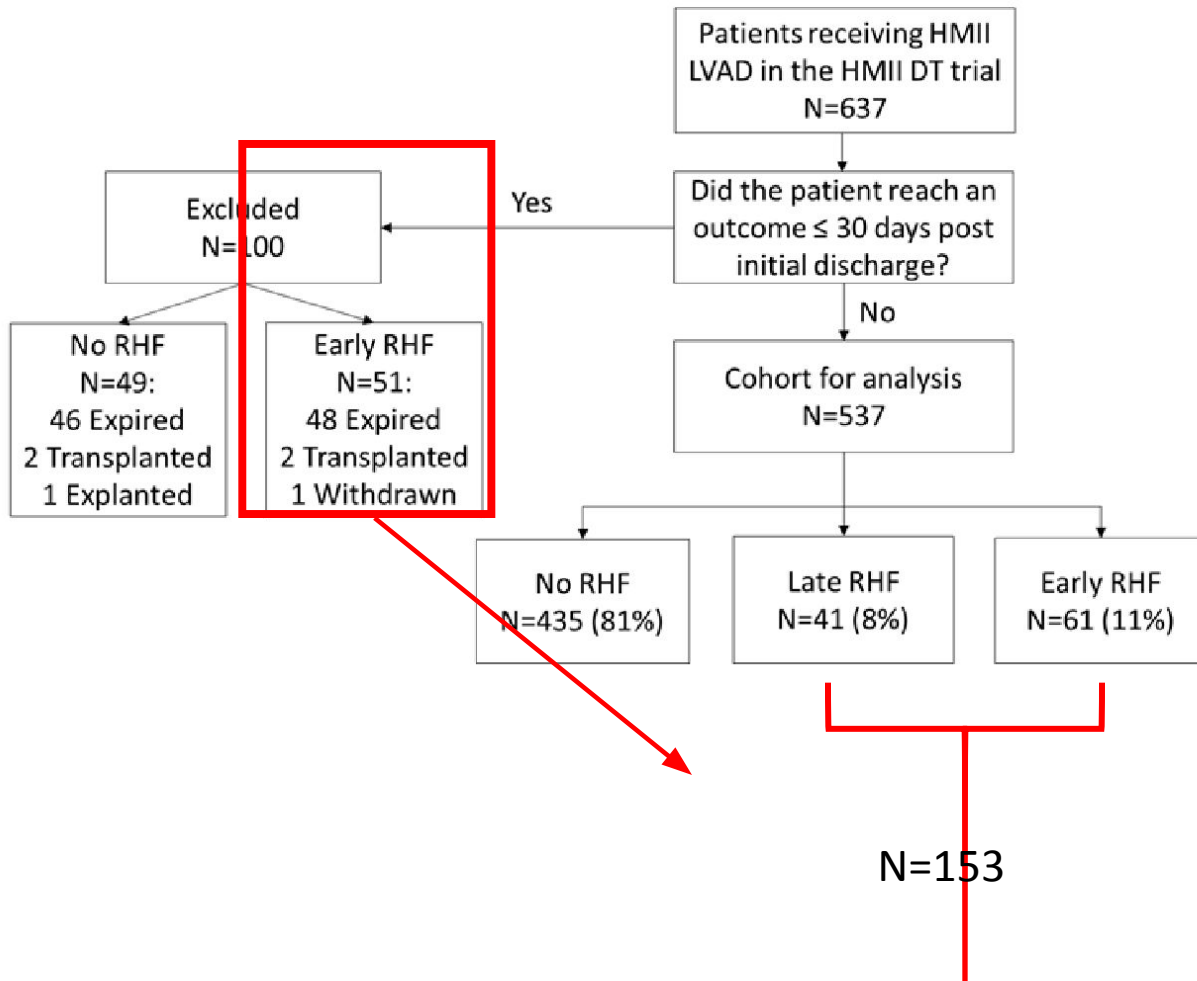 Patients receiving HMII
LVAD in the HMII DT trial
N=637
Did the patient reach an
outcome ≤ 30 days post
initial discharge?
Yes
Excluded
N=100
No RHF
N=49:
46 Expired
2 Transplanted
1 Explanted
Early RHF
N=51:
48 Expired
2 Transplanted
1 Withdrawn
No
Cohort for analysis
N=537
No RHF
N=435 (81%)
Late RHF
N=41 (8%)
Early RHF
N=61 (11%)
N=153